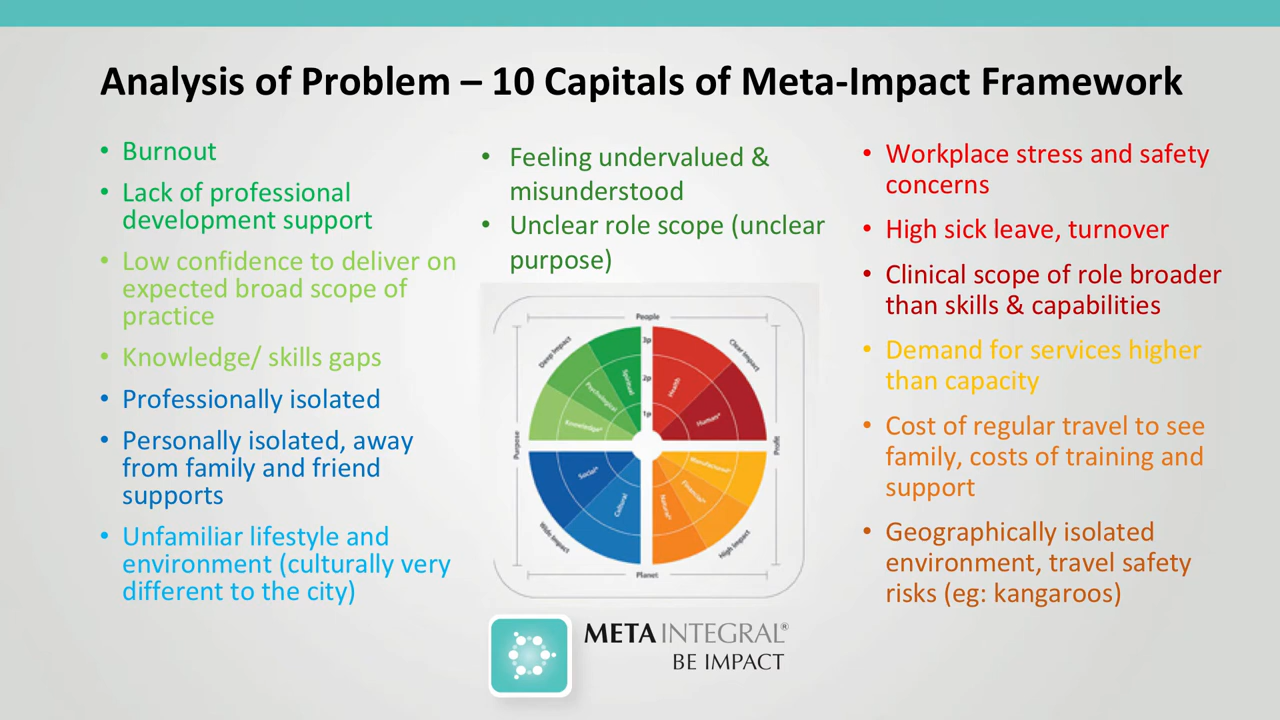 Analysis of Problem – 10 Capitals of Meta-Impact Framework
• Burnout
• Lack of professional
development support
• Low confidence to deliver on
expected broad scope of
practice
• Knowledge/ skills gaps
• Professionally isolated
• Personally isolated, away
from family and friend
supports
• Unfamiliar lifestyle and
environment (culturally very
different to the city)
• Feeling undervalued &
misunderstood
• Unclear role scope (unclear
purpose)
People
Deep Impact
Clear Impact
3p
2p
1p
Spiritual
Psychological
Knowledge*
Health
Human*
Purpose
Profit
Social*
Cultural
Manufactured*
Financial*
Natural*
Wide Impact
High Impact
Planet
META INTEGRAL®
BE IMPACT
• Workplace stress and safety
concerns
• High sick leave, turnover
• Clinical scope of role broader
than skills & capabilities
• Demand for services higher
than capacity
• Cost of regular travel to see
family, costs of training and
support
• Geographically isolated
environment, travel safety
risks (eg: kangaroos)